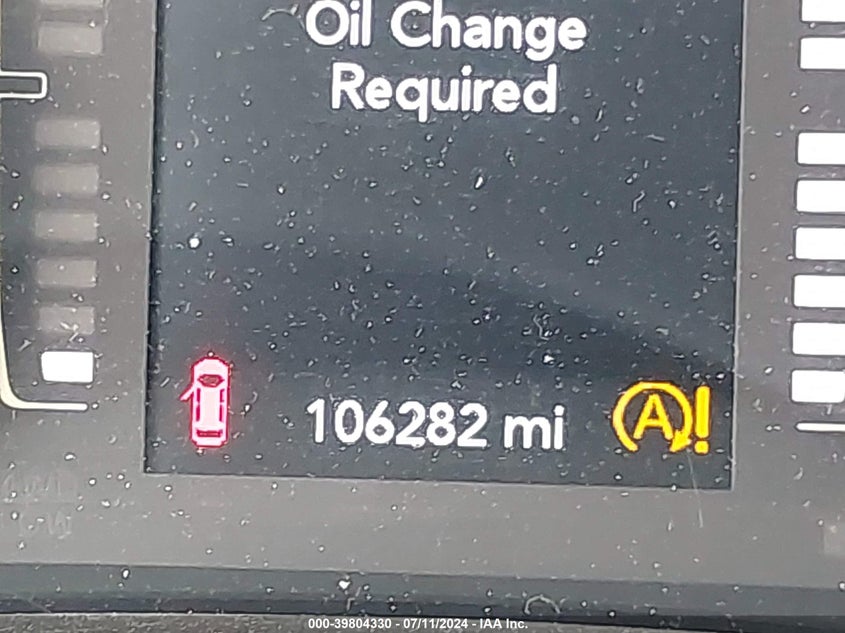 Oil Change
Required
106282 mi
A!
000-39804330 - 07/11/2024 - IAA Inc.